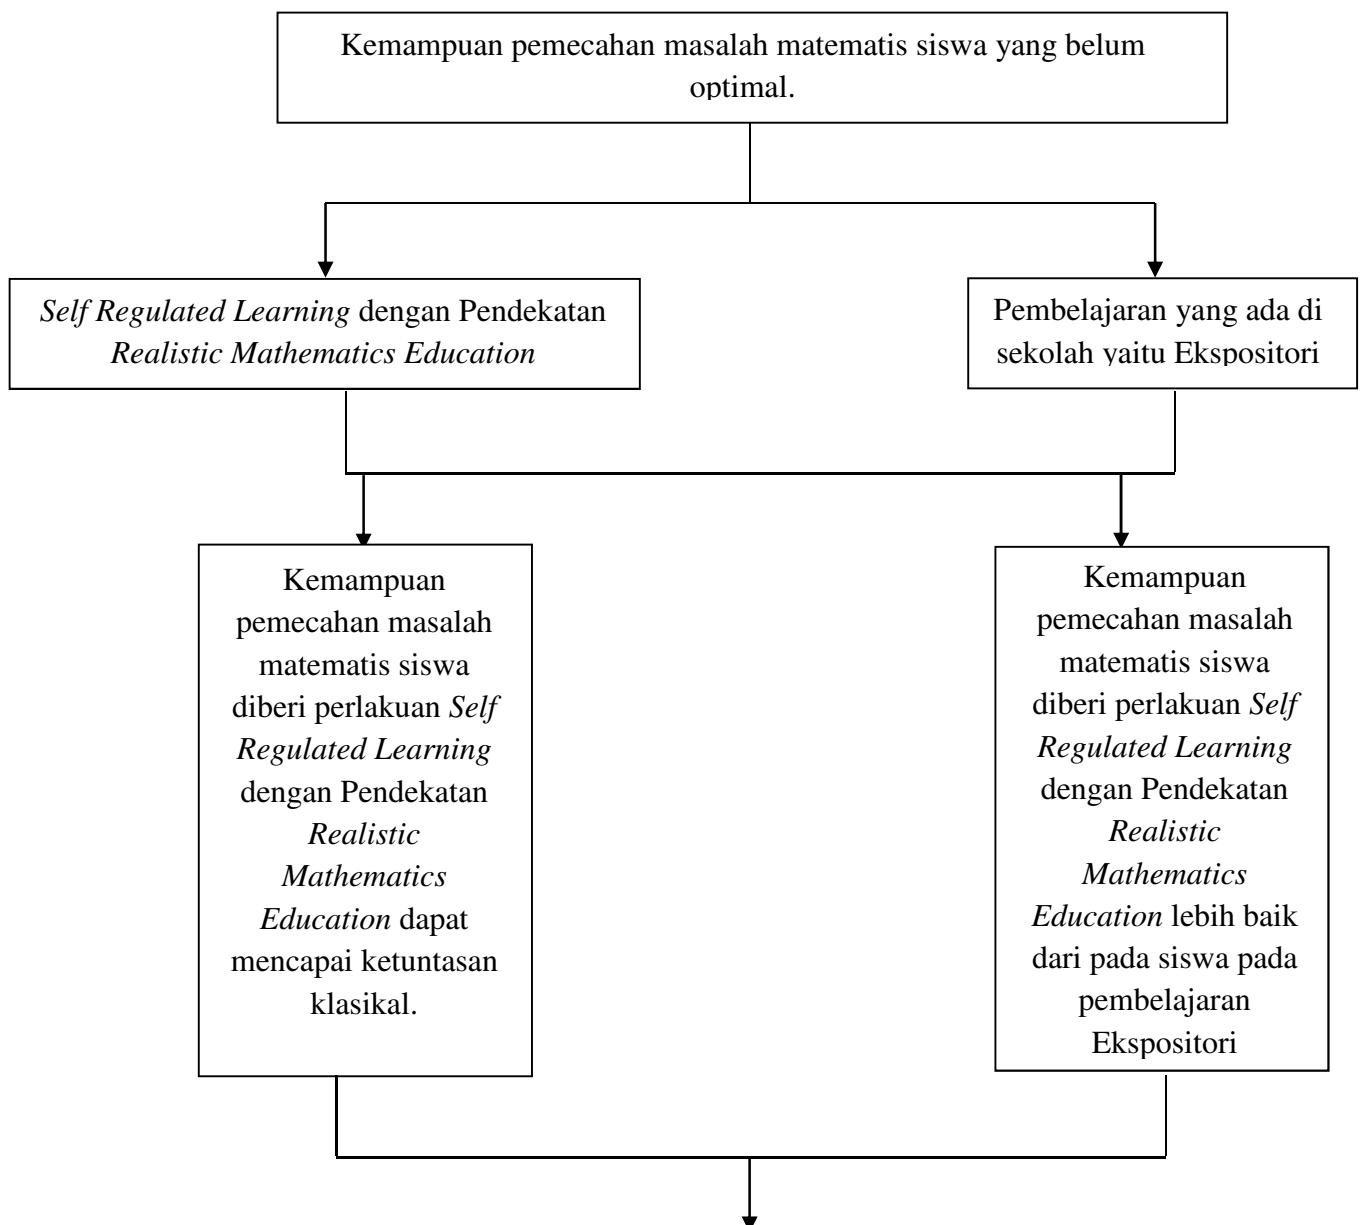 Kemampuan pemecahan masalah matematis siswa yang belum
optimal.
Self Regulated Learning dengan Pendekatan
Realistic Mathematics Education
Pembelajaran yang ada di
sekolah yaitu Ekspositori
Kemampuan
pemecahan masalah
matematis siswa
diberi perlakuan Self
Regulated Learning
dengan Pendekatan
Realistic
Mathematics
Education dapat
mencapai ketuntasan
klasikal.
Kemampuan
pemecahan masalah
matematis siswa
diberi perlakuan Self
Regulated Learning
dengan Pendekatan
Realistic
Mathematics
Education lebih baik
dari pada siswa pada
pembelajaran
Ekspositori